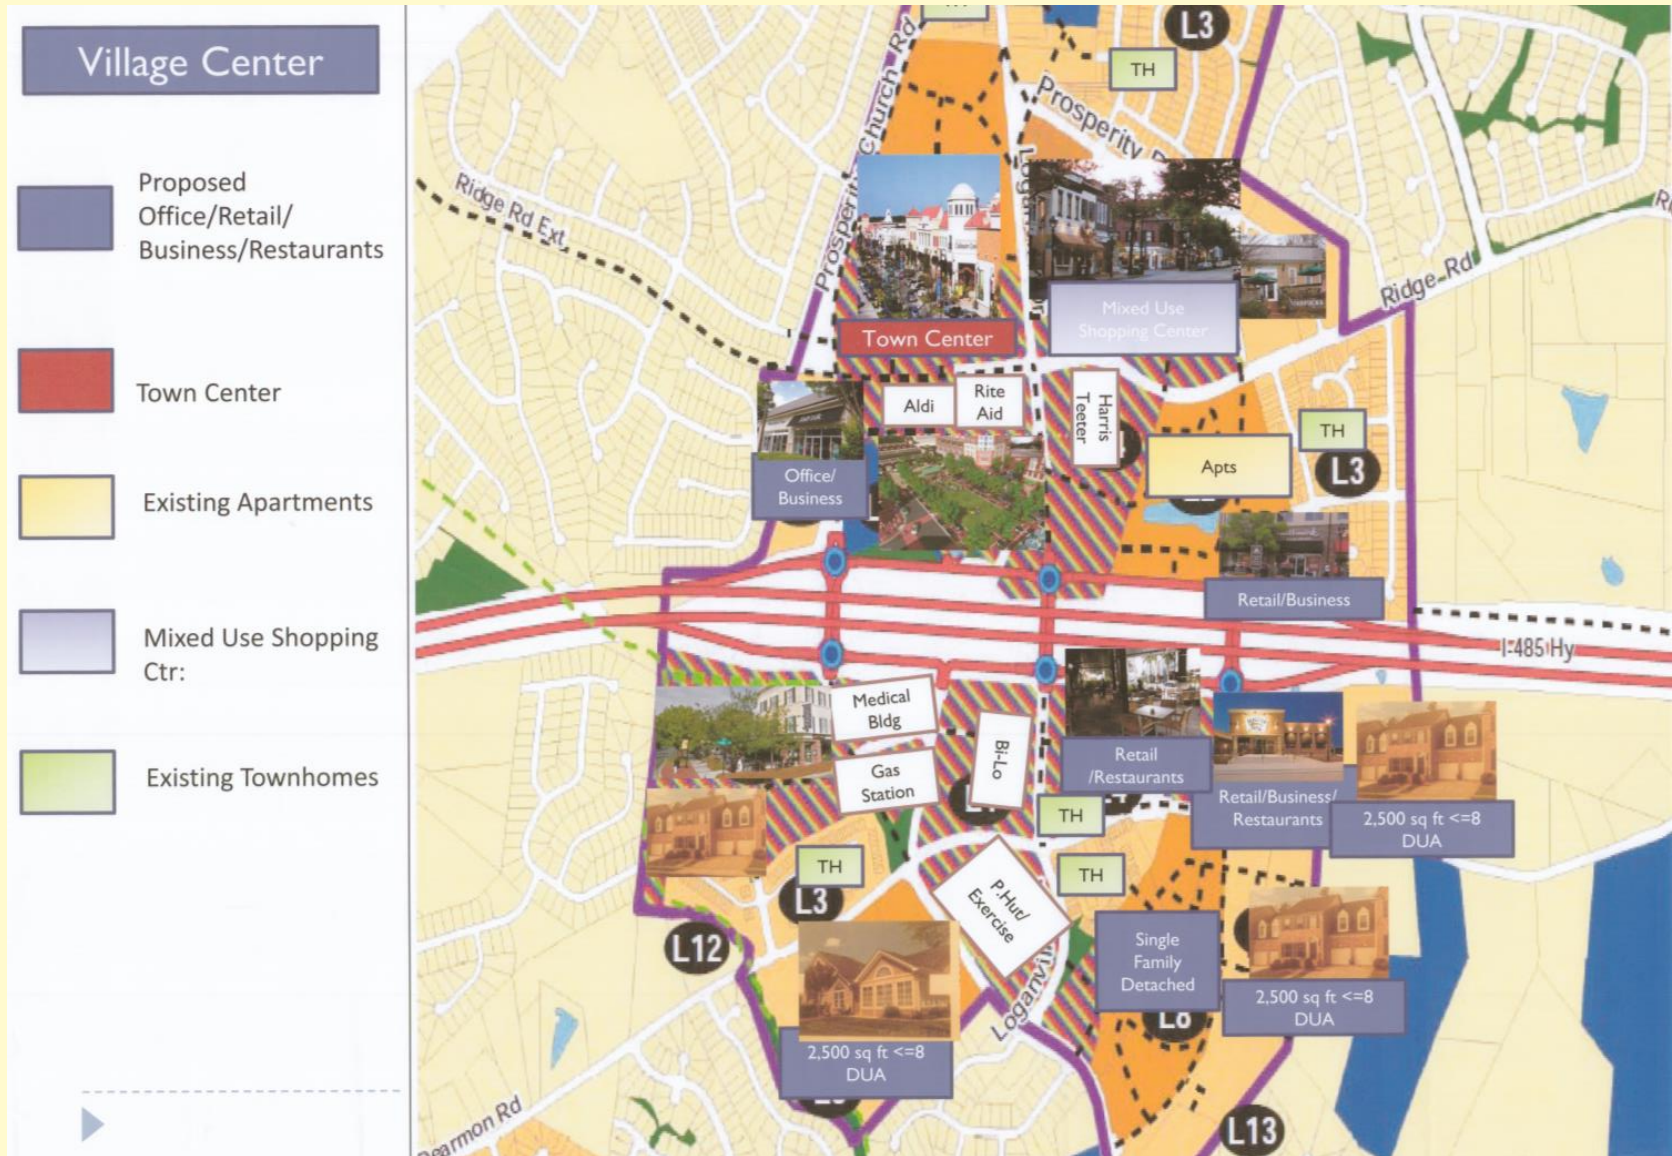 Village Center
Proposed
Office/Retail/
Business/Restaurants
Town Center
Existing Apartments
Mixed Use Shopping
Ctr:
Existing Townhomes
L3
TH
Prosperity
Prosperity Church Rd
Ridge Rd Ext
Ridge Rd
Town Center
Mixed Use
Shopping Center
Aldi
Rite
Aid
Harris
Teeter
Apts
TH
L3
Office/
Business
Retail/Business
I-485 Hy
Medical
Bldg
Gas
Station
Bi-Lo
Retail
/Restaurants
Retail/Business/
Restaurants
2,500 sq ft <=8
DUA
TH
TH
TH
L3
L12
P.Hut/
Exercise
Single
Family
Detached
2,500 sq ft <=8
DUA
L8
2,500 sq ft <=8
DUA
L13